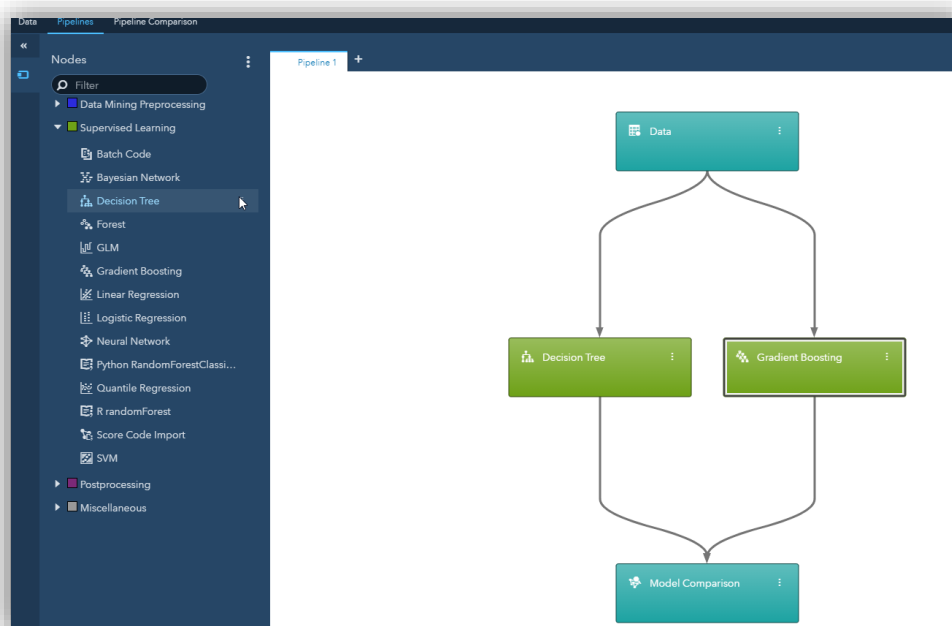 Data Pipelines Pipeline Comparison
Nodes
Filter
Data Mining Preprocessing
Supervised Learning
Batch Code
Bayesian Network
Decision Tree
Forest
GLM
Gradient Boosting
Linear Regression
Logistic Regression
Neural Network
Python RandomForestClassi...
Quantile Regression
R randomForest
Score Code Import
SVM
Postprocessing
Miscellaneous
Pipeline 1 +
Data
Decision Tree
Gradient Boosting
Model Comparison